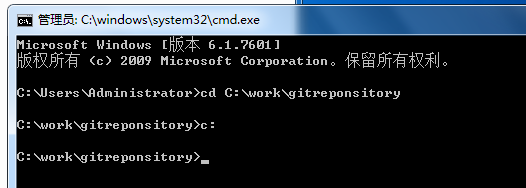 管理员: C:\windows\system32\cmd.exe
Microsoft Windows [版本 6.1.7601]
版权所有 (c) 2009 Microsoft Corporation。保留所有权利。
C:\Users\Administrator>cd C:\work\gitreponsitory
C:\work\gitreponsitory>c:
C:\work\gitreponsitory>_